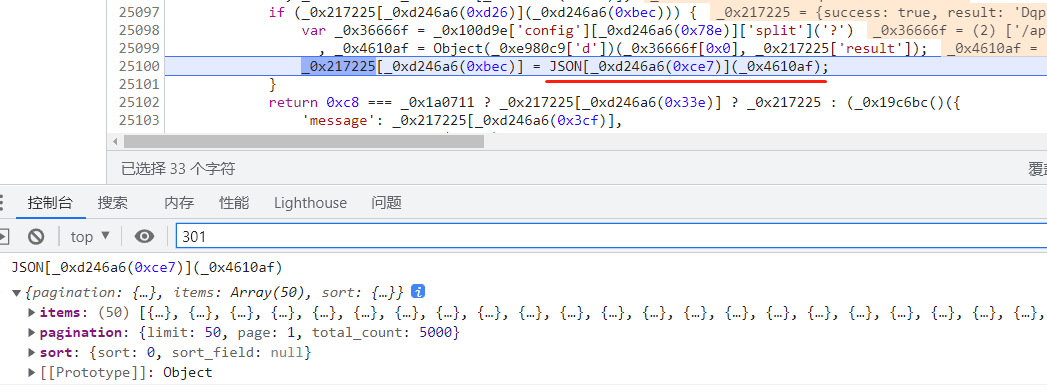 25097 if (_0x217225[_0xd246a6(0xd26)](_0xd246a6(0xbec))) { _0x217225 = {success: true, result: 'Dqp
25098 var _0x36666f = _0x100d9e['config'][_0xd246a6(0x78e)]['split']('?') _0x36666f = (2) ['/ap
25099 , _0x4610af = Object(_0xe980c9['d'])(_0x36666f[0x0], _0x217225['result']); _0x4610af =
25100 _0x217225[_0xd246a6(0xbec)] = JSON[_0xd246a6(0xce7)](_0x4610af);
25101 }
25102 return 0xc8 === _0x1a0711 ? _0x217225[_0xd246a6(0x33e)] ? _0x217225 : (_0x19c6bc()({
25103 'message': _0x217225[_0xd246a6(0x3cf)],
已选择 33 个字符
控制台 搜索 内存 性能 Lighthouse 问题
top ▼ 301
JSON[_0xd246a6(0xce7)](_0x4610af)
▼{pagination: {…}, items: Array(50), sort: {…}} i
▶ items: (50) [{…}, {…}, {…}, {…}, {…}, {…}, {…}, {…}, {…}, {…}, {…}, {…}, {…}, {…}, {…}, {…}, {…}, {…}, {…}, {…}, {…}, {…}, {…}, {…}, {…}, {…}, {…},
▶ pagination: {limit: 50, page: 1, total_count: 5000}
▶ sort: {sort: 0, sort_field: null}
▶ [[Prototype]]: Object